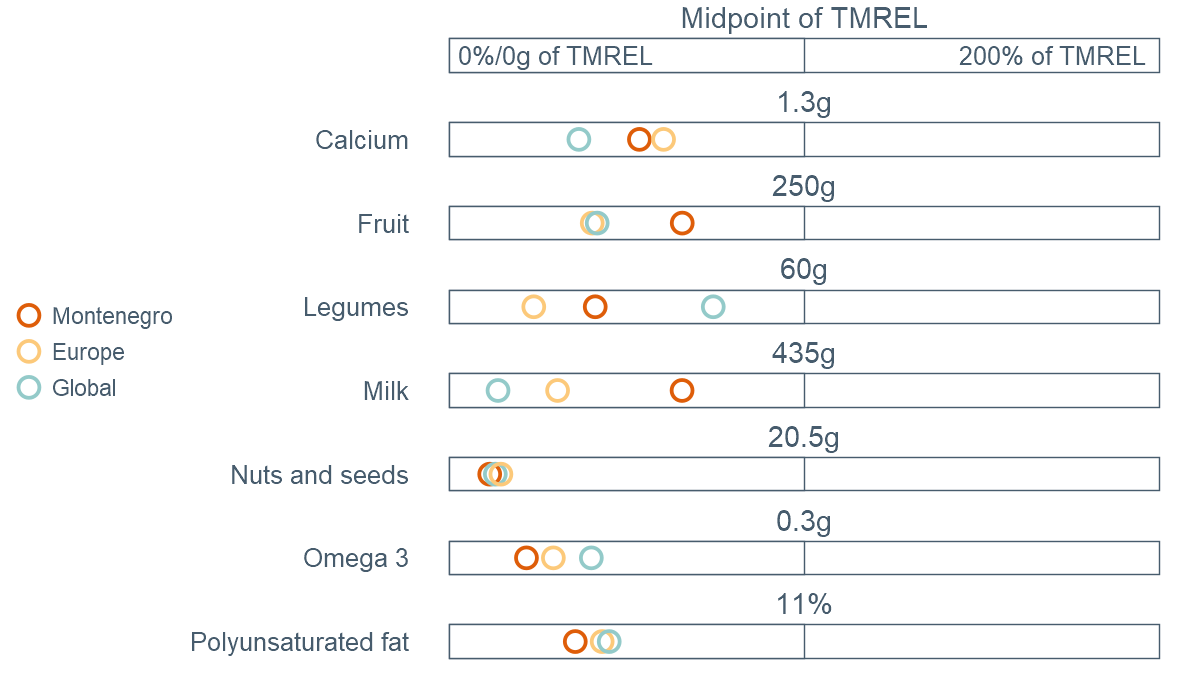 Midpoint of TMREL
0%/0g of TMREL
200% of TMREL
1.3g
Calcium
250g
Fruit
60g
Legumes
435g
Milk
20.5g
Nuts and seeds
0.3g
Omega 3
11%
Polyunsaturated fat
Montenegro
Europe
Global